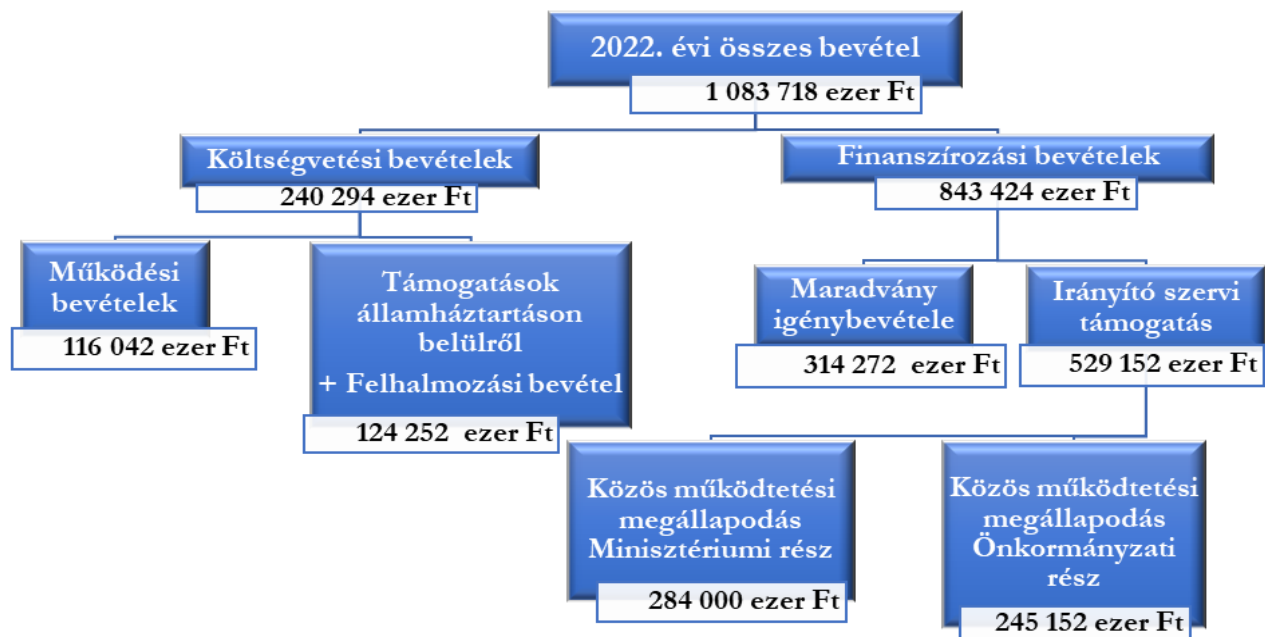 2022. évi összes bevétel
1 083 718 ezer Ft
Költségvetési bevételek
240 294 ezer Ft
Finanszírozási bevételek
843 424 ezer Ft
Működési
bevételek
116 042 ezer Ft
Támogatások
államháztartáson
belülről
+ Felhalmozási bevétel
124 252 ezer Ft
Maradvány
igénybevétele
314 272 ezer Ft
Irányító szervi
támogatás
529 152 ezer Ft
Közös működtetési
megállapodás
Minisztériumi rész
284 000 ezer Ft
Közös működtetési
megállapodás
Önkormányzati
rész
245 152 ezer Ft